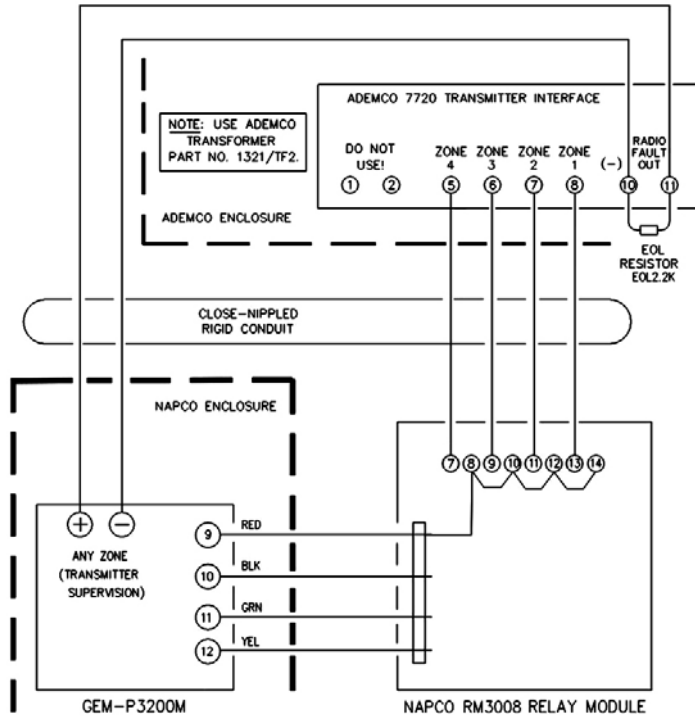 ADEMCO 7720 TRANSMITTER INTERFACE
NOTE: USE ADEMCO
TRANSFORMER
PART NO. 1321/TF2.
DO NOT
USE!
ZONE
4
ZONE
3
ZONE
2
ZONE
1
(-)
RADIO
FAULT
OUT
1
2
5
6
7
8
10
11
ADEMCO ENCLOSURE
EOL
RESISTOR
EOL2.2K
CLOSE-NIPPLED
RIGID CONDUIT
NAPCO ENCLOSURE
7
8
9
10
11
12
13
14
+
-
ANY ZONE
(TRANSMITTER
SUPERVISION)
9
RED
10
BLK
11
GRN
12
YEL
GEM-P3200M
NAPCO RM3008 RELAY MODULE